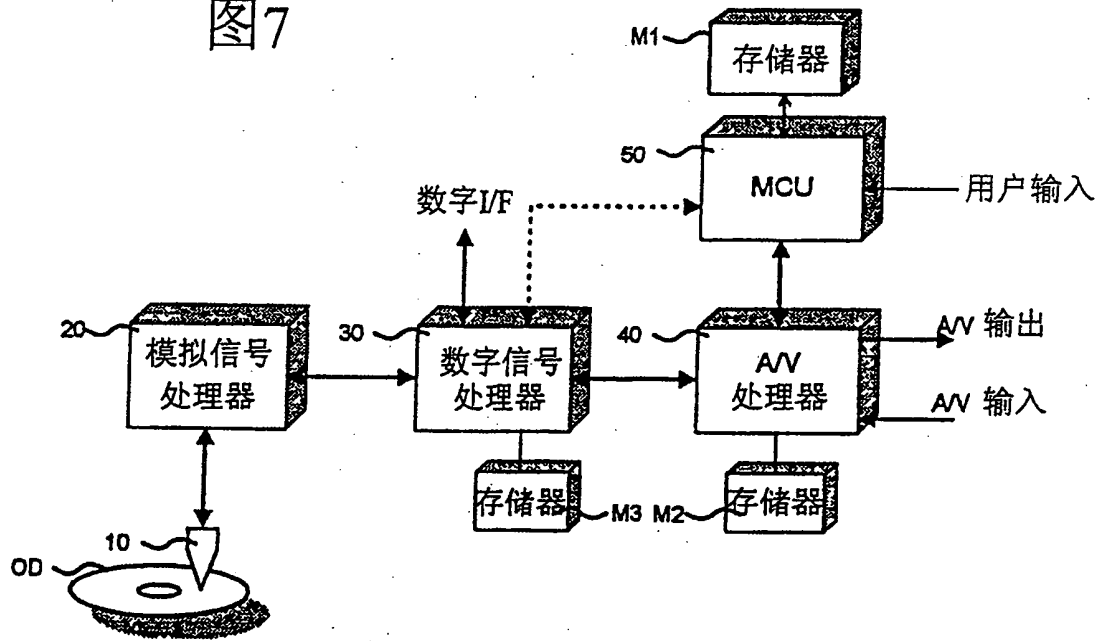 图7
M1
存储器
50
MCU
用户输入
数字I/F
20
模拟信号
处理器
30
数字信号
处理器
40
A/V
处理器
A/V 输出
A/V 输入
存储器
M3
M2
存储器
10
OD